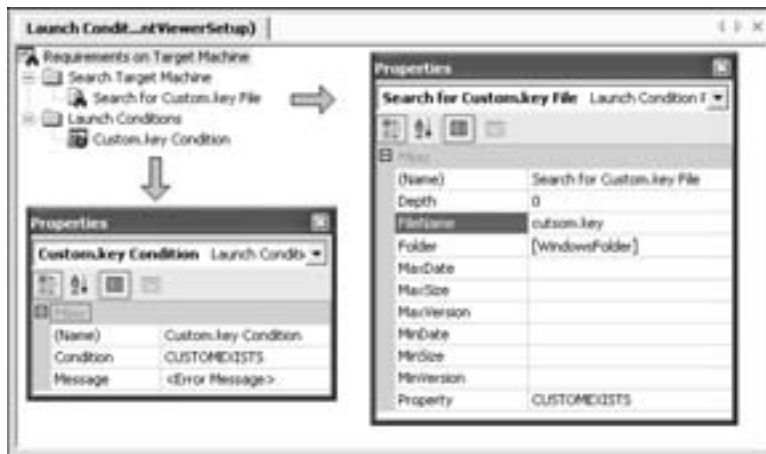 Launch Condit...ntViewerSetup)
Requirements on Target Machine
Search Target Machine
Search for Custom.key File
Launch Conditions
Custom.key Condition
Properties
Search for Custom.key File Launch Condition F
Misc
(Name) Search for Custom.key File
Depth 0
FileName cutsom.key
Folder [WindowsFolder]
MaxDate
MaxSize
MaxVersion
MinDate
MinSize
MinVersion
Property CUSTOMEXISTS
Properties
Custom.key Condition Launch Conditi
Misc
(Name) Custom.key Condition
Condition CUSTOMEXISTS
Message <Error Message>